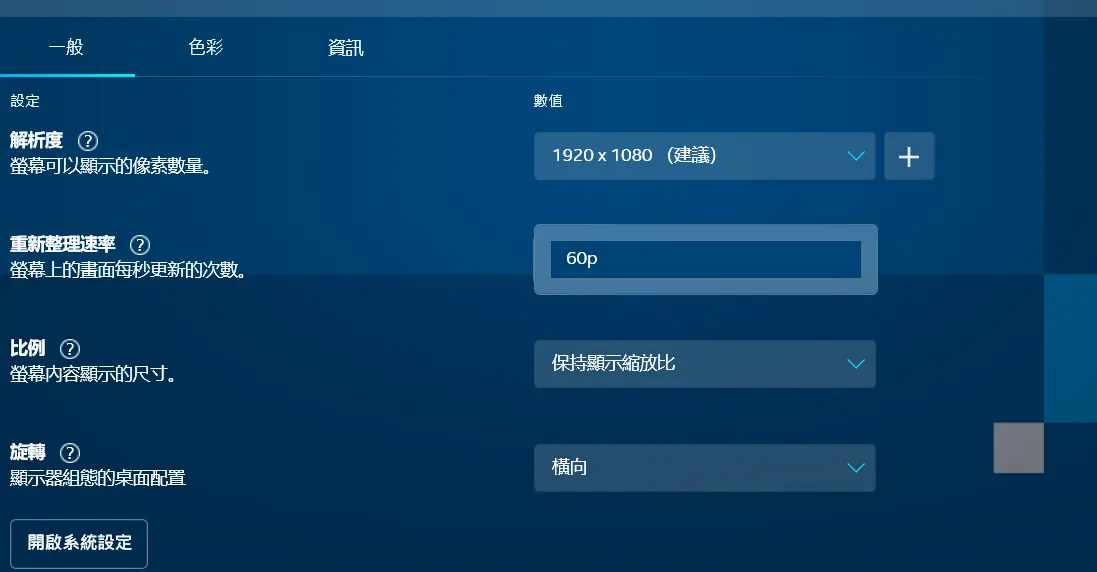 一般
色彩
資訊
設定
數值
解析度
螢幕可以顯示的像素數量。
1920 x 1080 (建議)
重新整理速率
螢幕上的畫面每秒更新的次數。
60p
比例
螢幕內容顯示的尺寸。
保持顯示縮放比
旋轉
顯示器組態的桌面配置
橫向
開啟系統設定